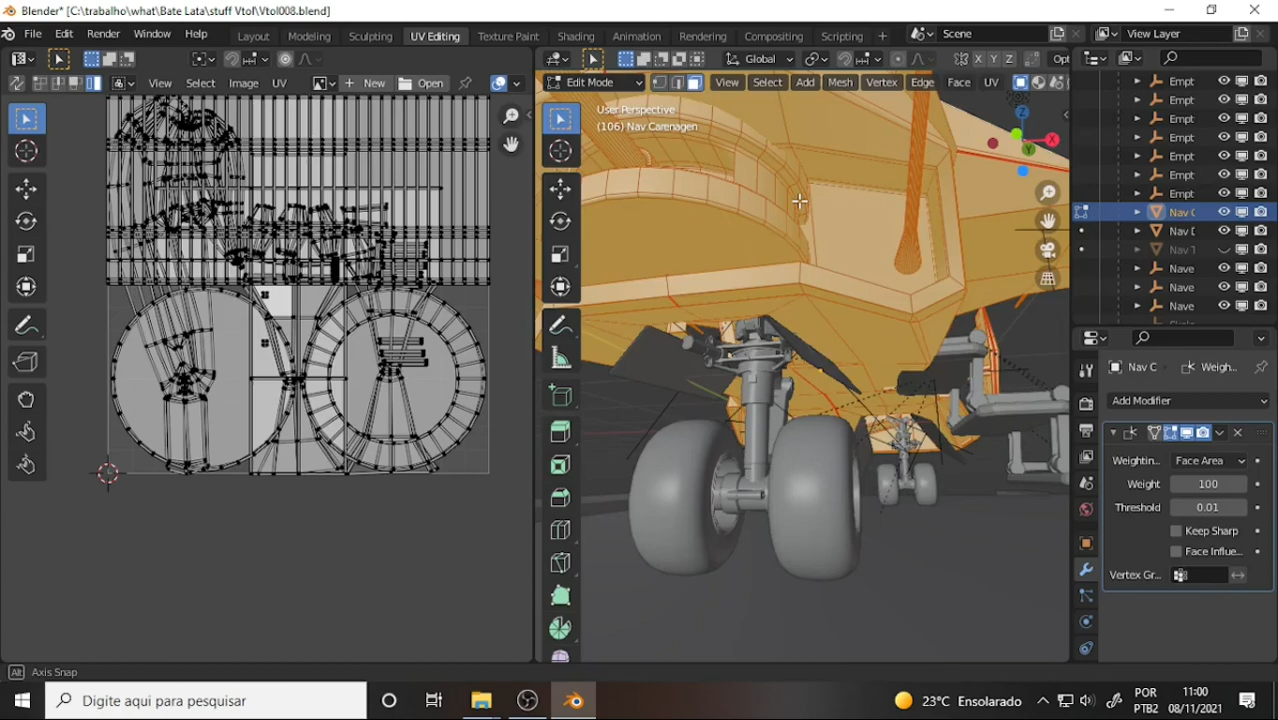 Blender* [C:\trabalho\what\Bate Lata\stuff Vtol\Vtol008.blend]
File Edit Render Window Help
Layout Modeling Sculpting UV Editing Texture Paint Shading Animation Rendering Compositing Scripting +
Scene
View Layer
Global
X Y Z
Opt
View Select Image UV
New
Open
Edit Mode
View Select Add Mesh Vertex Edge Face UV
User Perspective
(106) Nav Carenagen
Z
X
Y
Empt
Empt
Empt
Empt
Empt
Empt
Empt
Nav C
Nav D
Nav T
Nave
Nave
Nave
Nav C
Weigh...
Add Modifier
Weightin... Face Area
Weight 100
Threshold 0.01
Keep Sharp
Face Influe...
Vertex Gr...
Alt Axis Snap
Digite aqui para pesquisar
23°C Ensolarado
POR
PTB2
11:00
08/11/2021